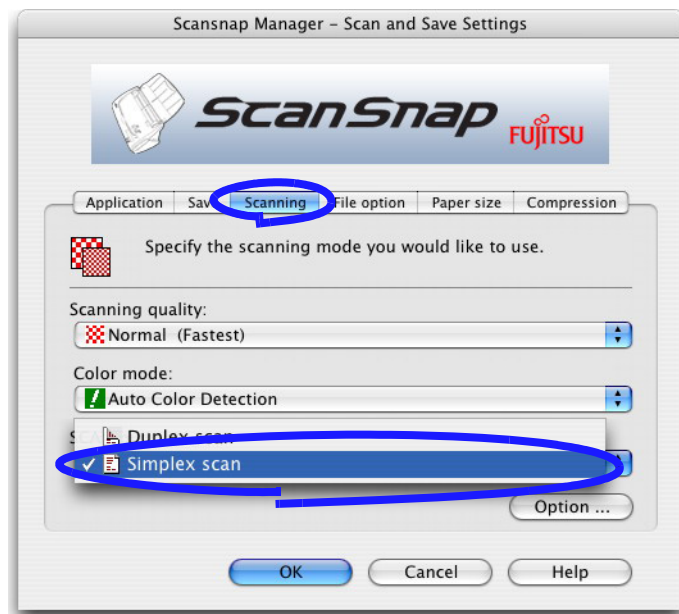 Scansnap Manager – Scan and Save Settings
ScanSnap
FUJITSU
Application Sav Scanning File option Paper size Compression
Specify the scanning mode you would like to use.
Scanning quality:
Normal (Fastest)
Color mode:
Auto Color Detection
Duplex scan
✓ Simplex scan
Option ...
OK Cancel Help